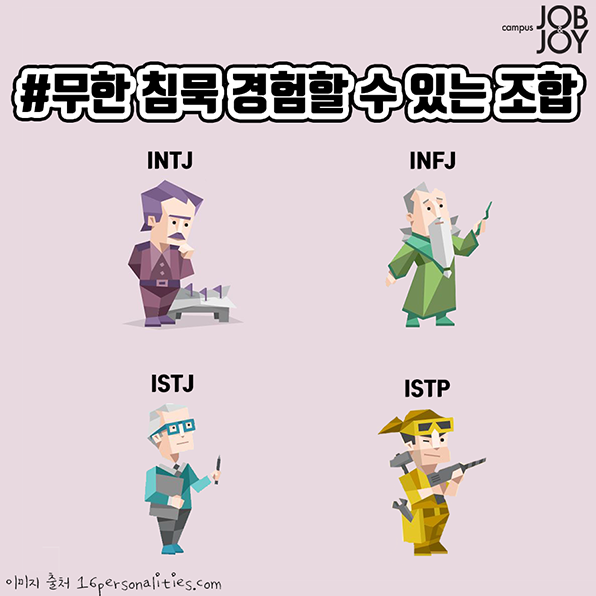 campus JOB
& JOY
#무한 침묵 경험할 수 있는 조합
INTJ
INFJ
ISTJ
ISTP
이미지 출처 16personalities.com